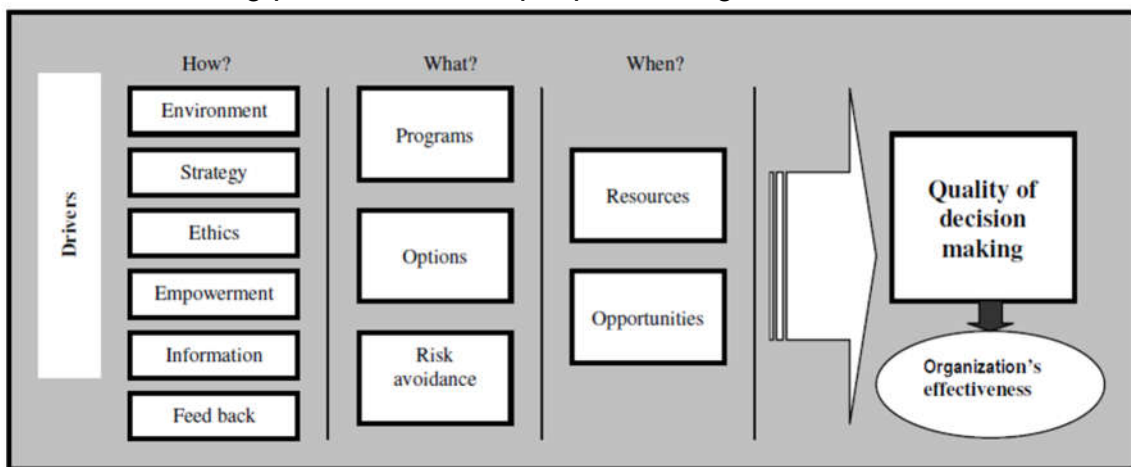 How?
What?
When?
Drivers
Environment
Strategy
Ethics
Empowerment
Information
Feed back
Programs
Options
Risk
avoidance
Resources
Opportunities
Quality of
decision
making
Organization's
effectiveness